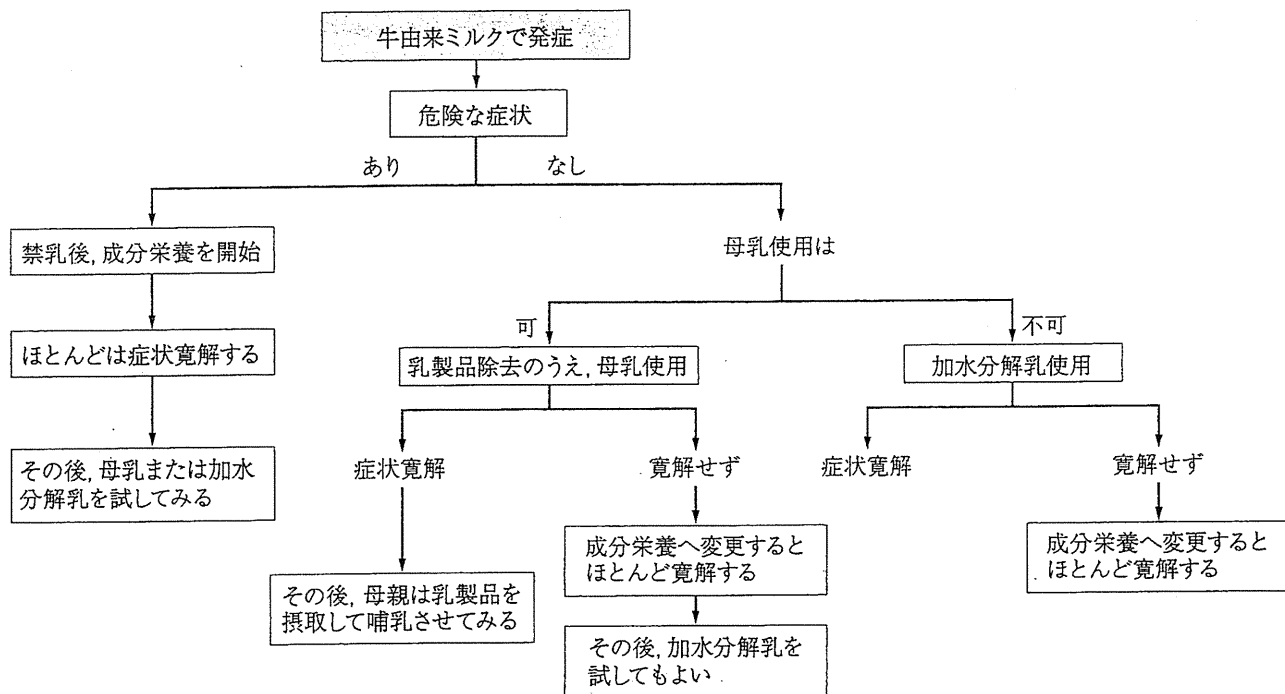 牛由来ミルクで発症
危険な症状
あり
なし
禁乳後, 成分栄養を開始
母乳使用は
ほとんどは症状寛解する
可
不可
乳製品除去のうえ, 母乳使用
加水分解乳使用
その後, 母乳または加水
分解乳を試してみる
症状寛解
寛解せず
症状寛解
寛解せず
その後, 母親は乳製品を
摂取して哺乳させてみる
成分栄養へ変更すると
ほとんど寛解する
その後, 加水分解乳を
試してもよい
成分栄養へ変更すると
ほとんど寛解する